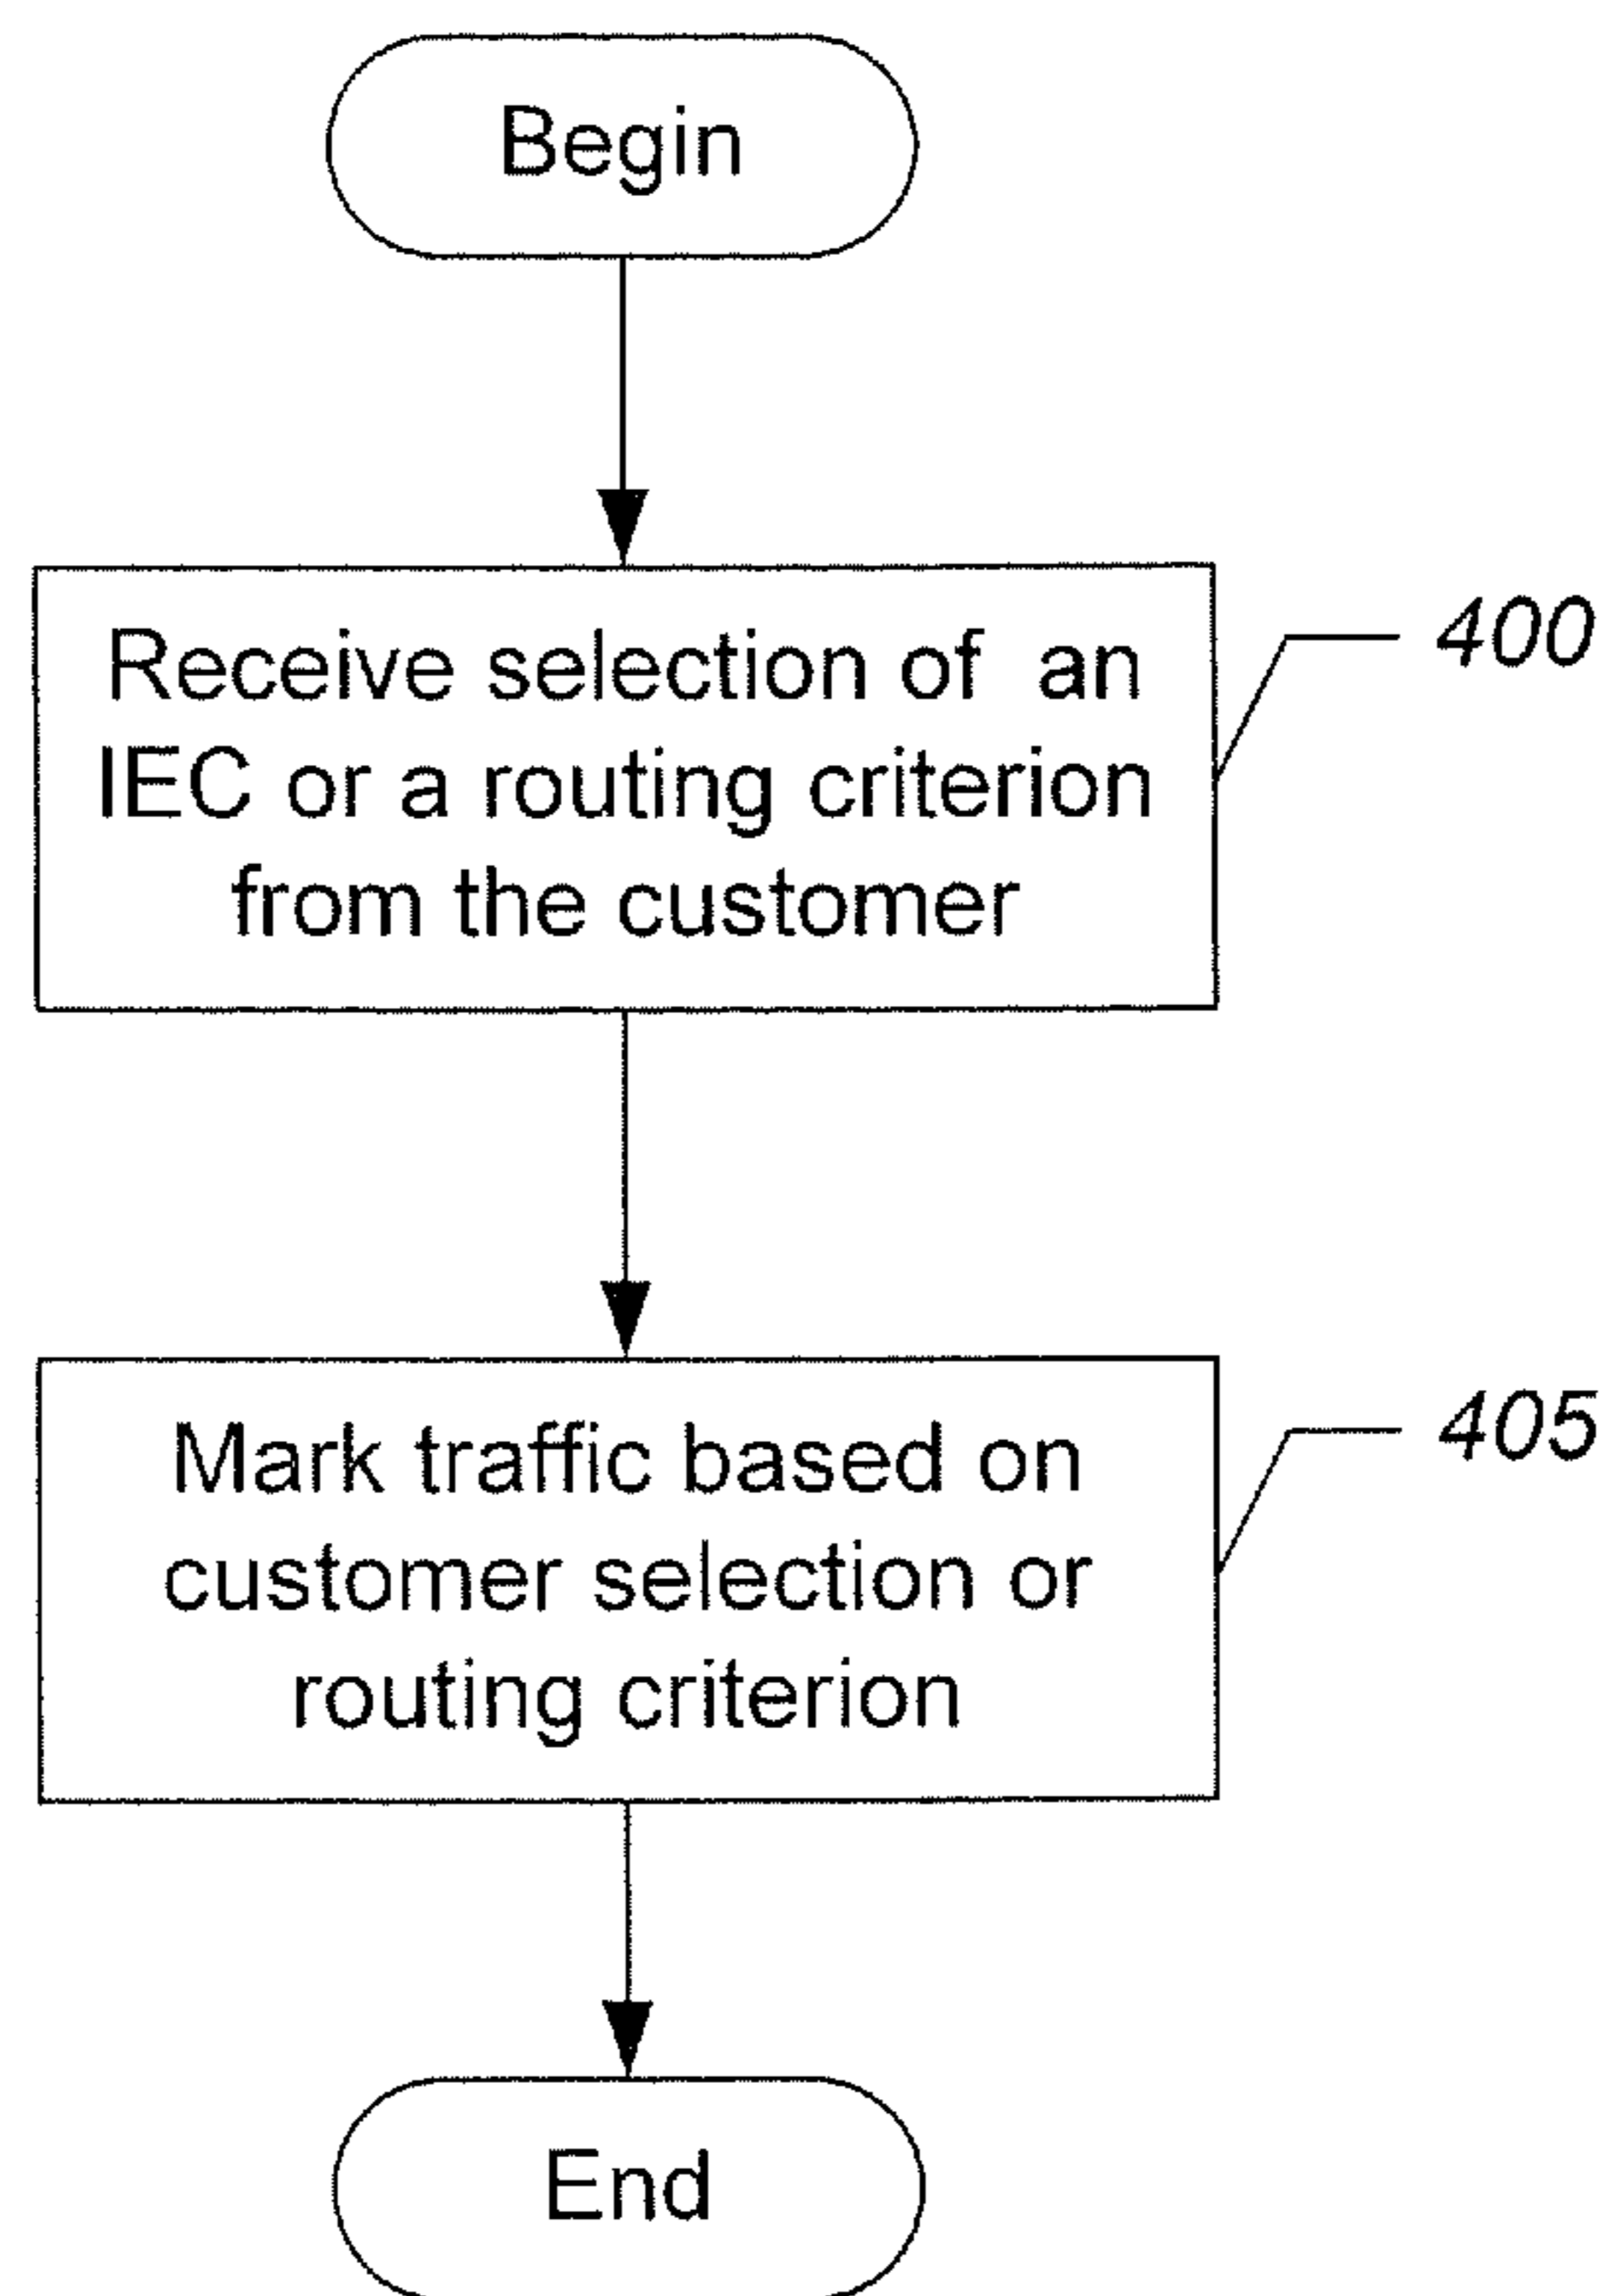 Begin
Receive selection of an
IEC or a routing criterion
from the customer
400
Mark traffic based on
customer selection or
routing criterion
405
End